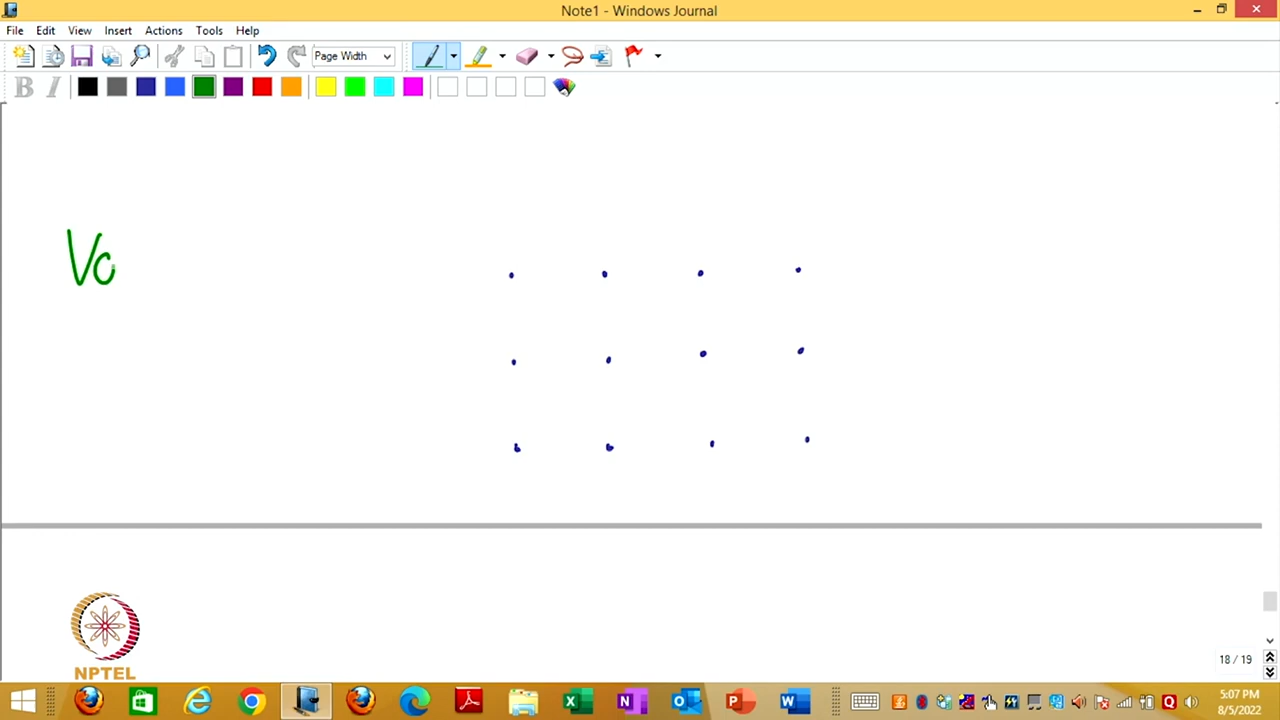 Note1 - Windows Journal
File Edit View Insert Actions Tools Help
Page Width
B I
Va
18 / 19
NPTEL
5:07 PM
8/5/2022